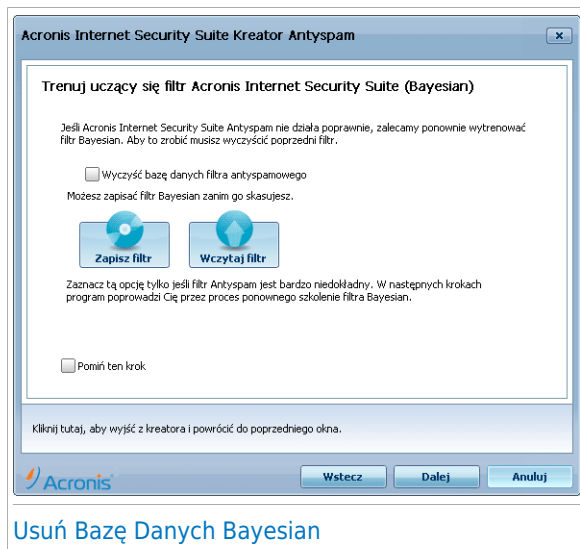 Acronis Internet Security Suite Kreator Antyspam
Trenuj uczący się filtr Acronis Internet Security Suite (Bayesian)
Jeśli Acronis Internet Security Suite Antyspam nie działa poprawnie, zalecamy ponownie wytrenować
filtr Bayesian. Aby to zrobić musisz wyczyścić poprzedni filtr.
Wyczyść bazę danych filtra antyspamowego
Możesz zapisać filtr Bayesian zanim go skasujesz.
Zapisz filtr
Wczytaj filtr
Zaznacz tą opcję tylko jeśli filtr Antyspam jest bardzo niedokładny. W następnych krokach
program poprowadzi Cię przez proces ponownego szkolenie filtra Bayesian.
Pomiń ten krok
Kliknij tutaj, aby wyjść z kreatora i powrócić do poprzedniego okna.
Acronis
Wstecz
Dalej
Anuluj
Usuń Bazę Danych Bayesian